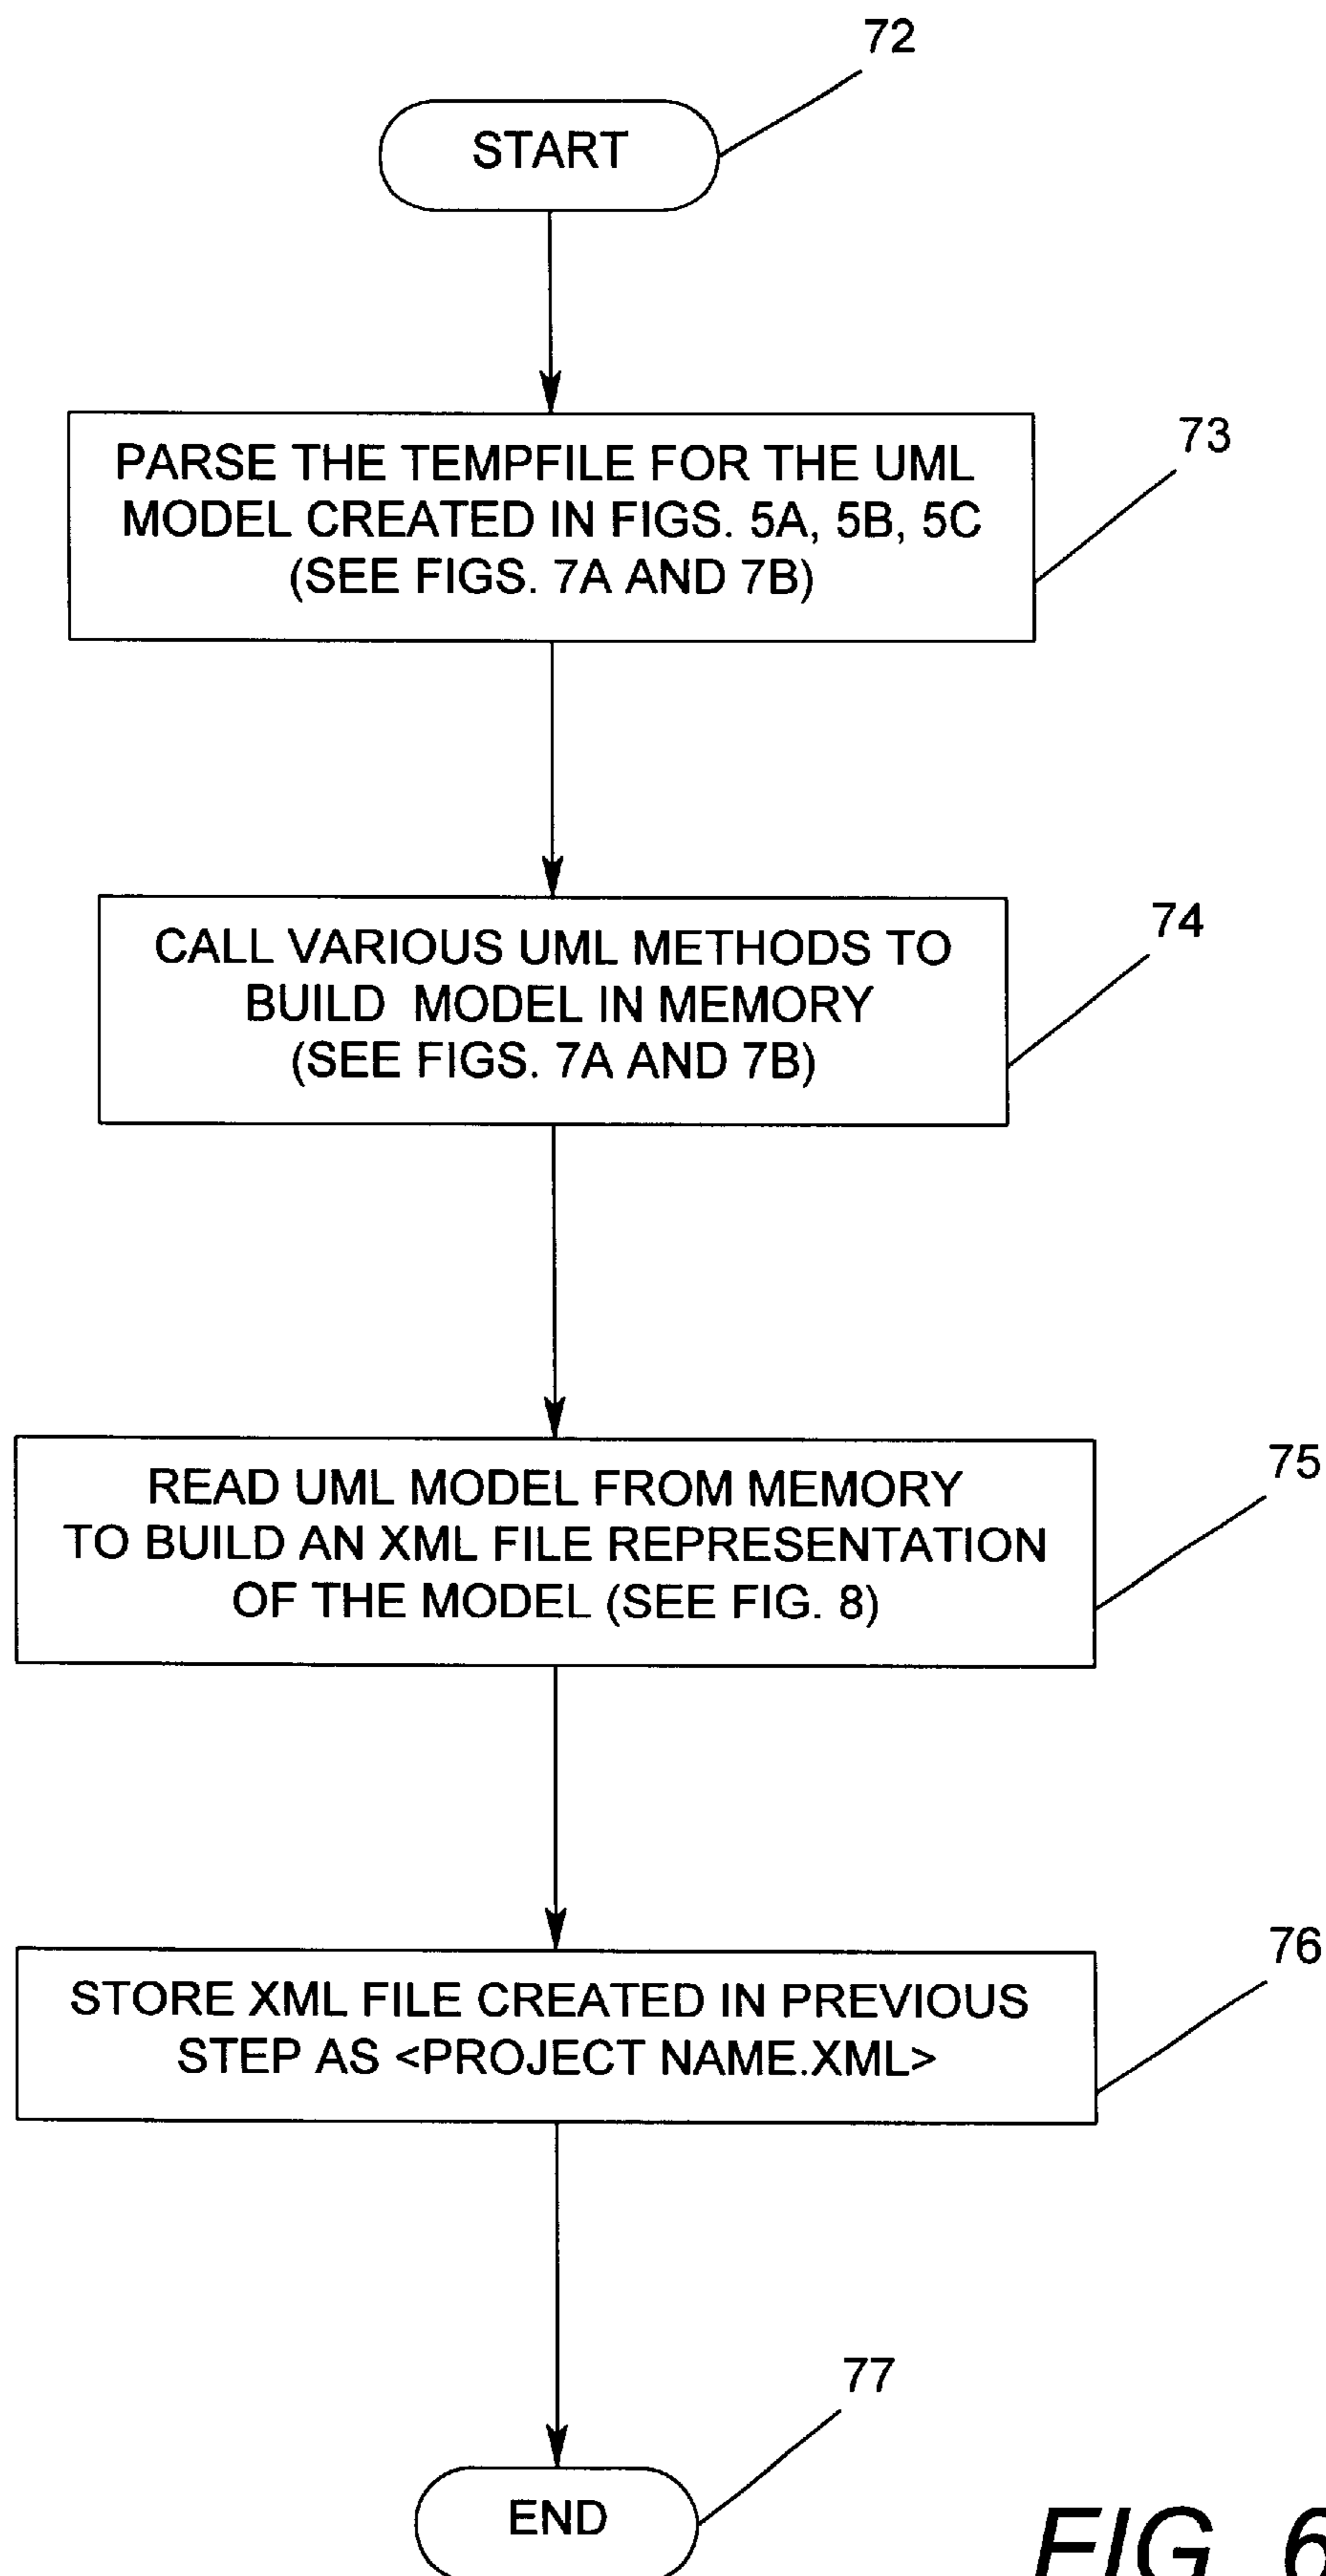 72
START
PARSE THE TEMPFILE FOR THE UML
MODEL CREATED IN FIGS. 5A, 5B, 5C
(SEE FIGS. 7A AND 7B)
73
CALL VARIOUS UML METHODS TO
BUILD MODEL IN MEMORY
(SEE FIGS. 7A AND 7B)
74
READ UML MODEL FROM MEMORY
TO BUILD AN XML FILE REPRESENTATION
OF THE MODEL (SEE FIG. 8)
75
STORE XML FILE CREATED IN PREVIOUS
STEP AS <PROJECT NAME.XML>
76
77
END
FIG. 6